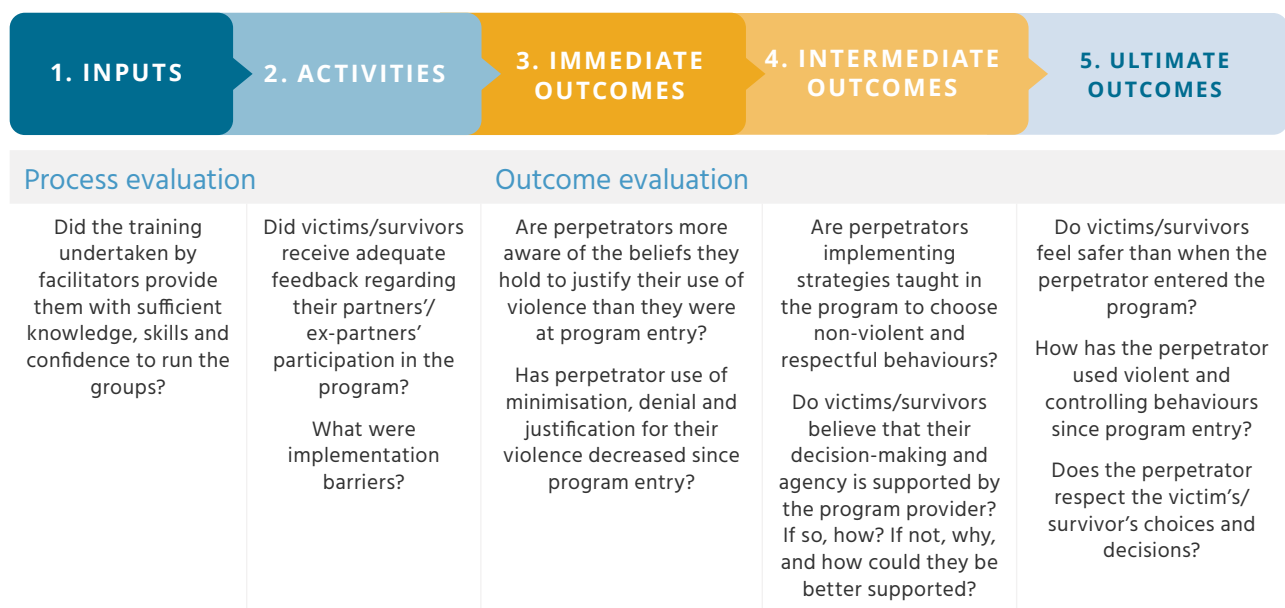 1. INPUTS
2. ACTIVITIES
3. IMMEDIATE
OUTCOMES
4. INTERMEDIATE
OUTCOMES
5. ULTIMATE
OUTCOMES
Process evaluation
Outcome evaluation
Did the training
undertaken by
facilitators provide
them with sufficient
knowledge, skills and
confidence to run the
groups?
Did victims/survivors
receive adequate
feedback regarding
their partners’/
ex-partners’
participation in the
program?
What were
implementation
barriers?
Are perpetrators more
aware of the beliefs they
hold to justify their use of
violence than they were
at program entry?
Has perpetrator use of
minimisation, denial and
justification for their
violence decreased since
program entry?
Are perpetrators
implementing
strategies taught in
the program to choose
non-violent and
respectful behaviours?
Do victims/survivors
believe that their
decision-making and
agency is supported by
the program provider?
If so, how? If not, why,
and how could they be
better supported?
Do victims/survivors
feel safer than when the
perpetrator entered the
program?
How has the perpetrator
used violent and
controlling behaviours
since program entry?
Does the perpetrator
respect the victim’s/
survivor’s choices and
decisions?